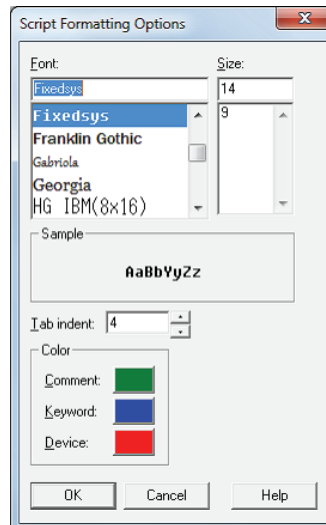 Script Formatting Options
Font: Size:
Fixedsys 14
Fixedsys 9
Franklin Gothic
Gabriola
Georgia
HG IBM(8x16)
Sample
AaBbYyZz
Tab indent: 4
Color
Comment:
Keyword:
Device:
OK Cancel Help